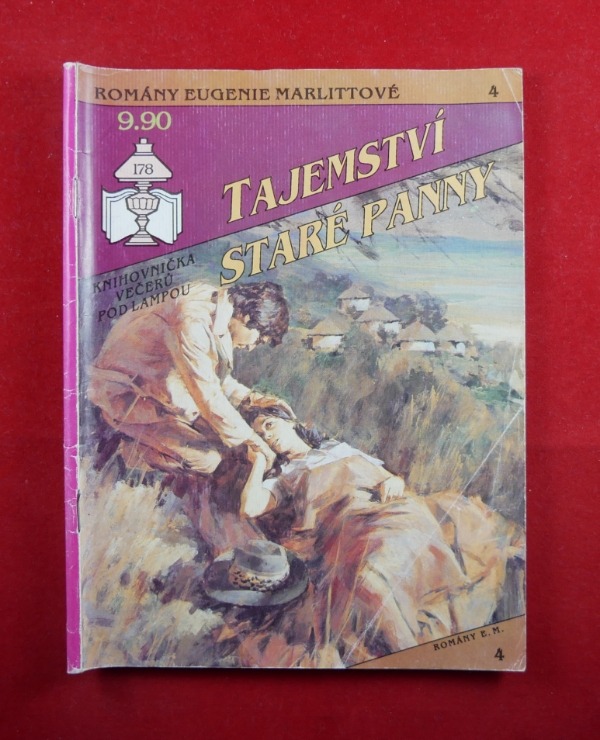 ROMÁNY EUGENIE MARLITTOVÉ 4
9.90
178
TAJEMSTVÍ
STARÉ PANNY
KNIHOVNIČKA
VEČERŮ
POD LAMPOU
ROMÁNY E. M.
4